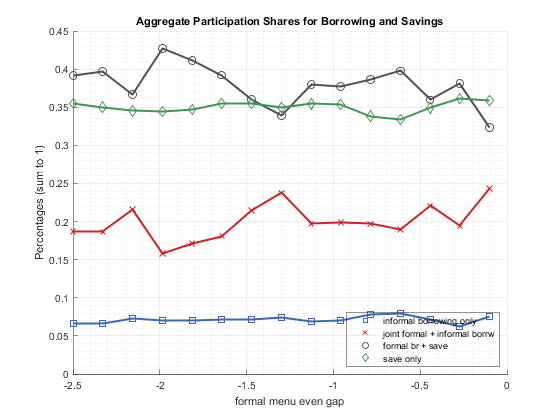 Aggregate Participation Shares for Borrowing and Savings
0.45
0.4
0.35
0.3
0.25
0.2
0.15
0.1
0.05
0
Percentages (sum to 1)
informal borrowing only
joint formal + informal borrw
formal br + save
save only
-2.5 -2 -1.5 -1 -0.5 0
formal menu even gap